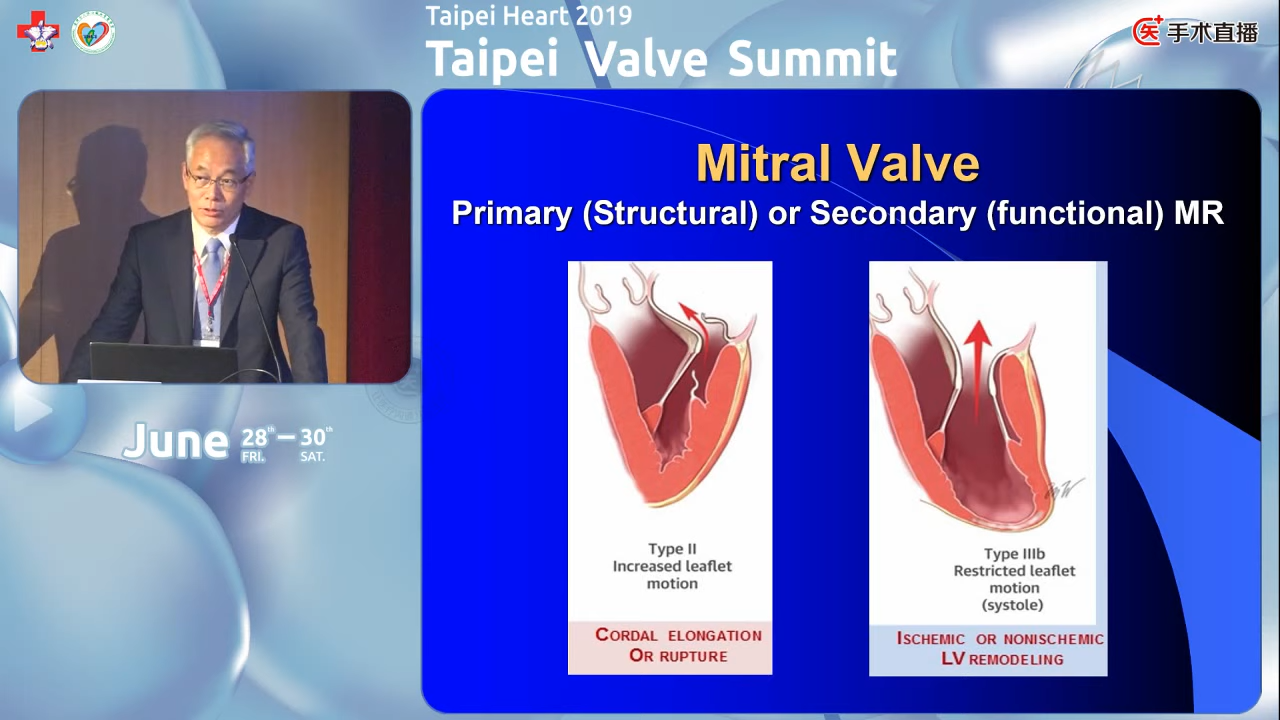 Taipei Heart 2019
Taipei Valve Summit
医 手术直播
June 28th – 30th
FRI. SAT.
Mitral Valve
Primary (Structural) or Secondary (functional) MR
Type II
Increased leaflet
motion
CORDAL ELONGATION
OR RUPTURE
Type IIIb
Restricted leaflet
motion
(systole)
ISCHEMIC OR NONISCHEMIC
LV REMODELING